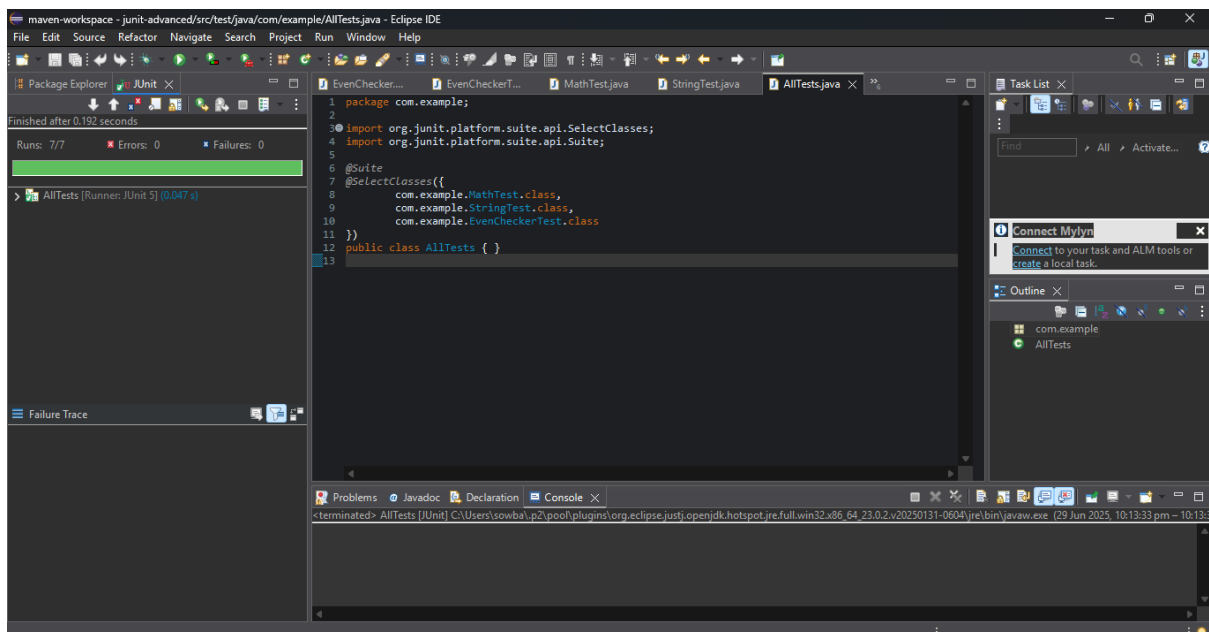 maven-workspace - junit-advanced/src/test/java/com/example/AllTests.java - Eclipse IDE
File Edit Source Refactor Navigate Search Project Run Window Help
Package Explorer JUnit
Finished after 0.192 seconds
Runs: 7/7 Errors: 0 Failures: 0
AllTests [Runner: JUnit 5] (0.047 s)
Failure Trace
EvenChecker.... EvenCheckerT... MathTest.java StringTest.java AllTests.java »6
1 package com.example;
2
3 import org.junit.platform.suite.api.SelectClasses;
4 import org.junit.platform.suite.api.Suite;
5
6 @Suite
7 @SelectClasses({
8 com.example.MathTest.class,
9 com.example.StringTest.class,
10 com.example.EvenCheckerTest.class
11 })
12 public class AllTests { }
13
Task List
Find All Activate...
Connect Mylyn
Connect to your task and ALM tools or
create a local task.
Outline
com.example
AllTests
Problems Javadoc Declaration Console
<terminated> AllTests [JUnit] C:\Users\sowba\.p2\pool\plugins\org.eclipse.justj.openjdk.hotspot.jre.full.win32.x86_64_23.0.2.v20250131-0604\jre\bin\javaw.exe (29 Jun 2025, 10:13:33 pm – 10:13: